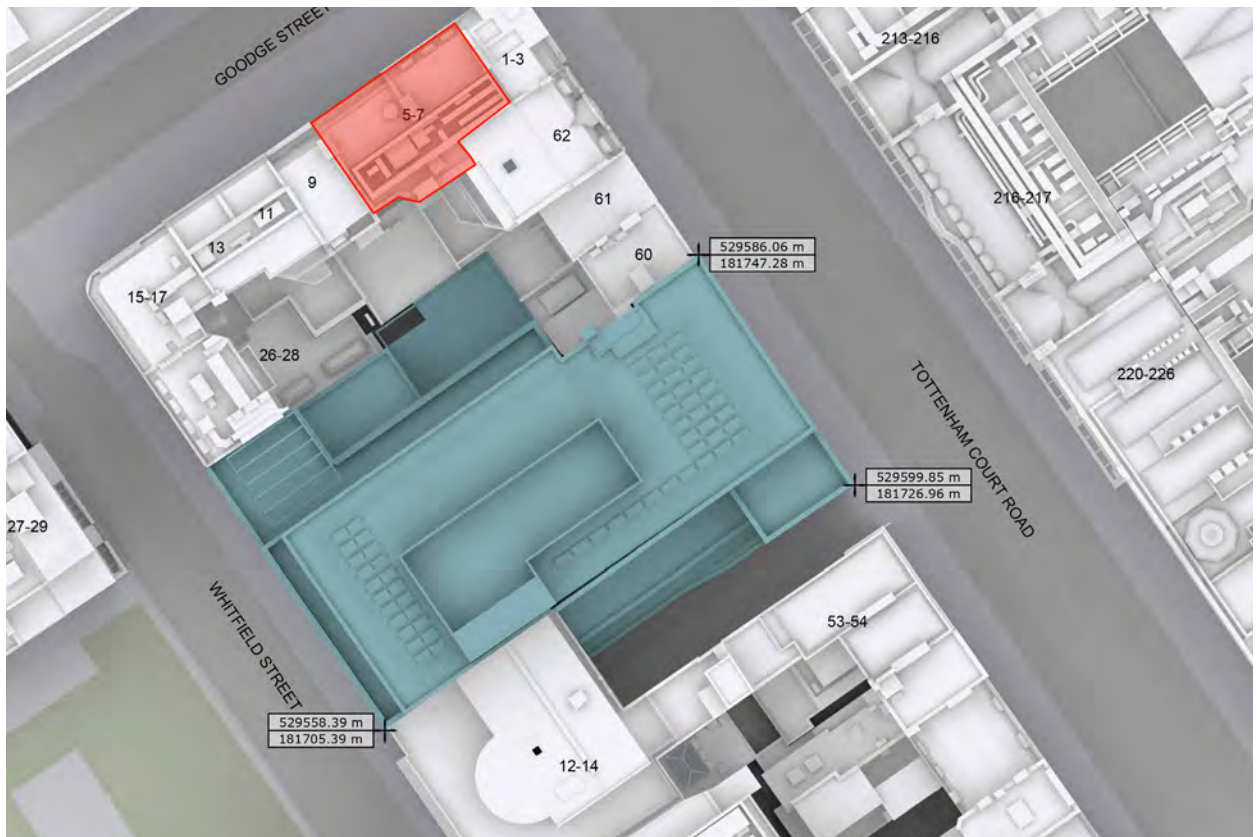 GOODGE STREET
213-216
1-3
5-7
62
9
216-217
61
11
13
60
529586.06 m
181747.28 m
15-17
26-28
220-226
TOTTENHAM COURT ROAD
529599.85 m
181726.96 m
27-29
WHITFIELD STREET
53-54
529558.39 m
181705.39 m
12-14